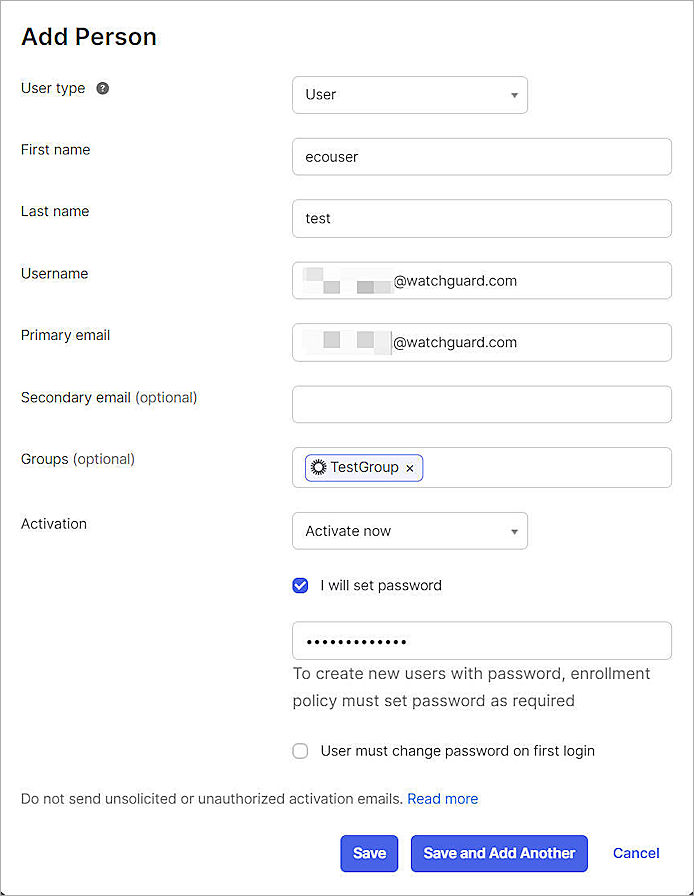 Add Person
User type ?
User
First name
ecouser
Last name
test
Username
@watchguard.com
Primary email
@watchguard.com
Secondary email (optional)
Groups (optional)
TestGroup ×
Activation
Activate now
I will set password
•••••••••••••
To create new users with password, enrollment
policy must set password as required
User must change password on first login
Do not send unsolicited or unauthorized activation emails. Read more
Save
Save and Add Another
Cancel